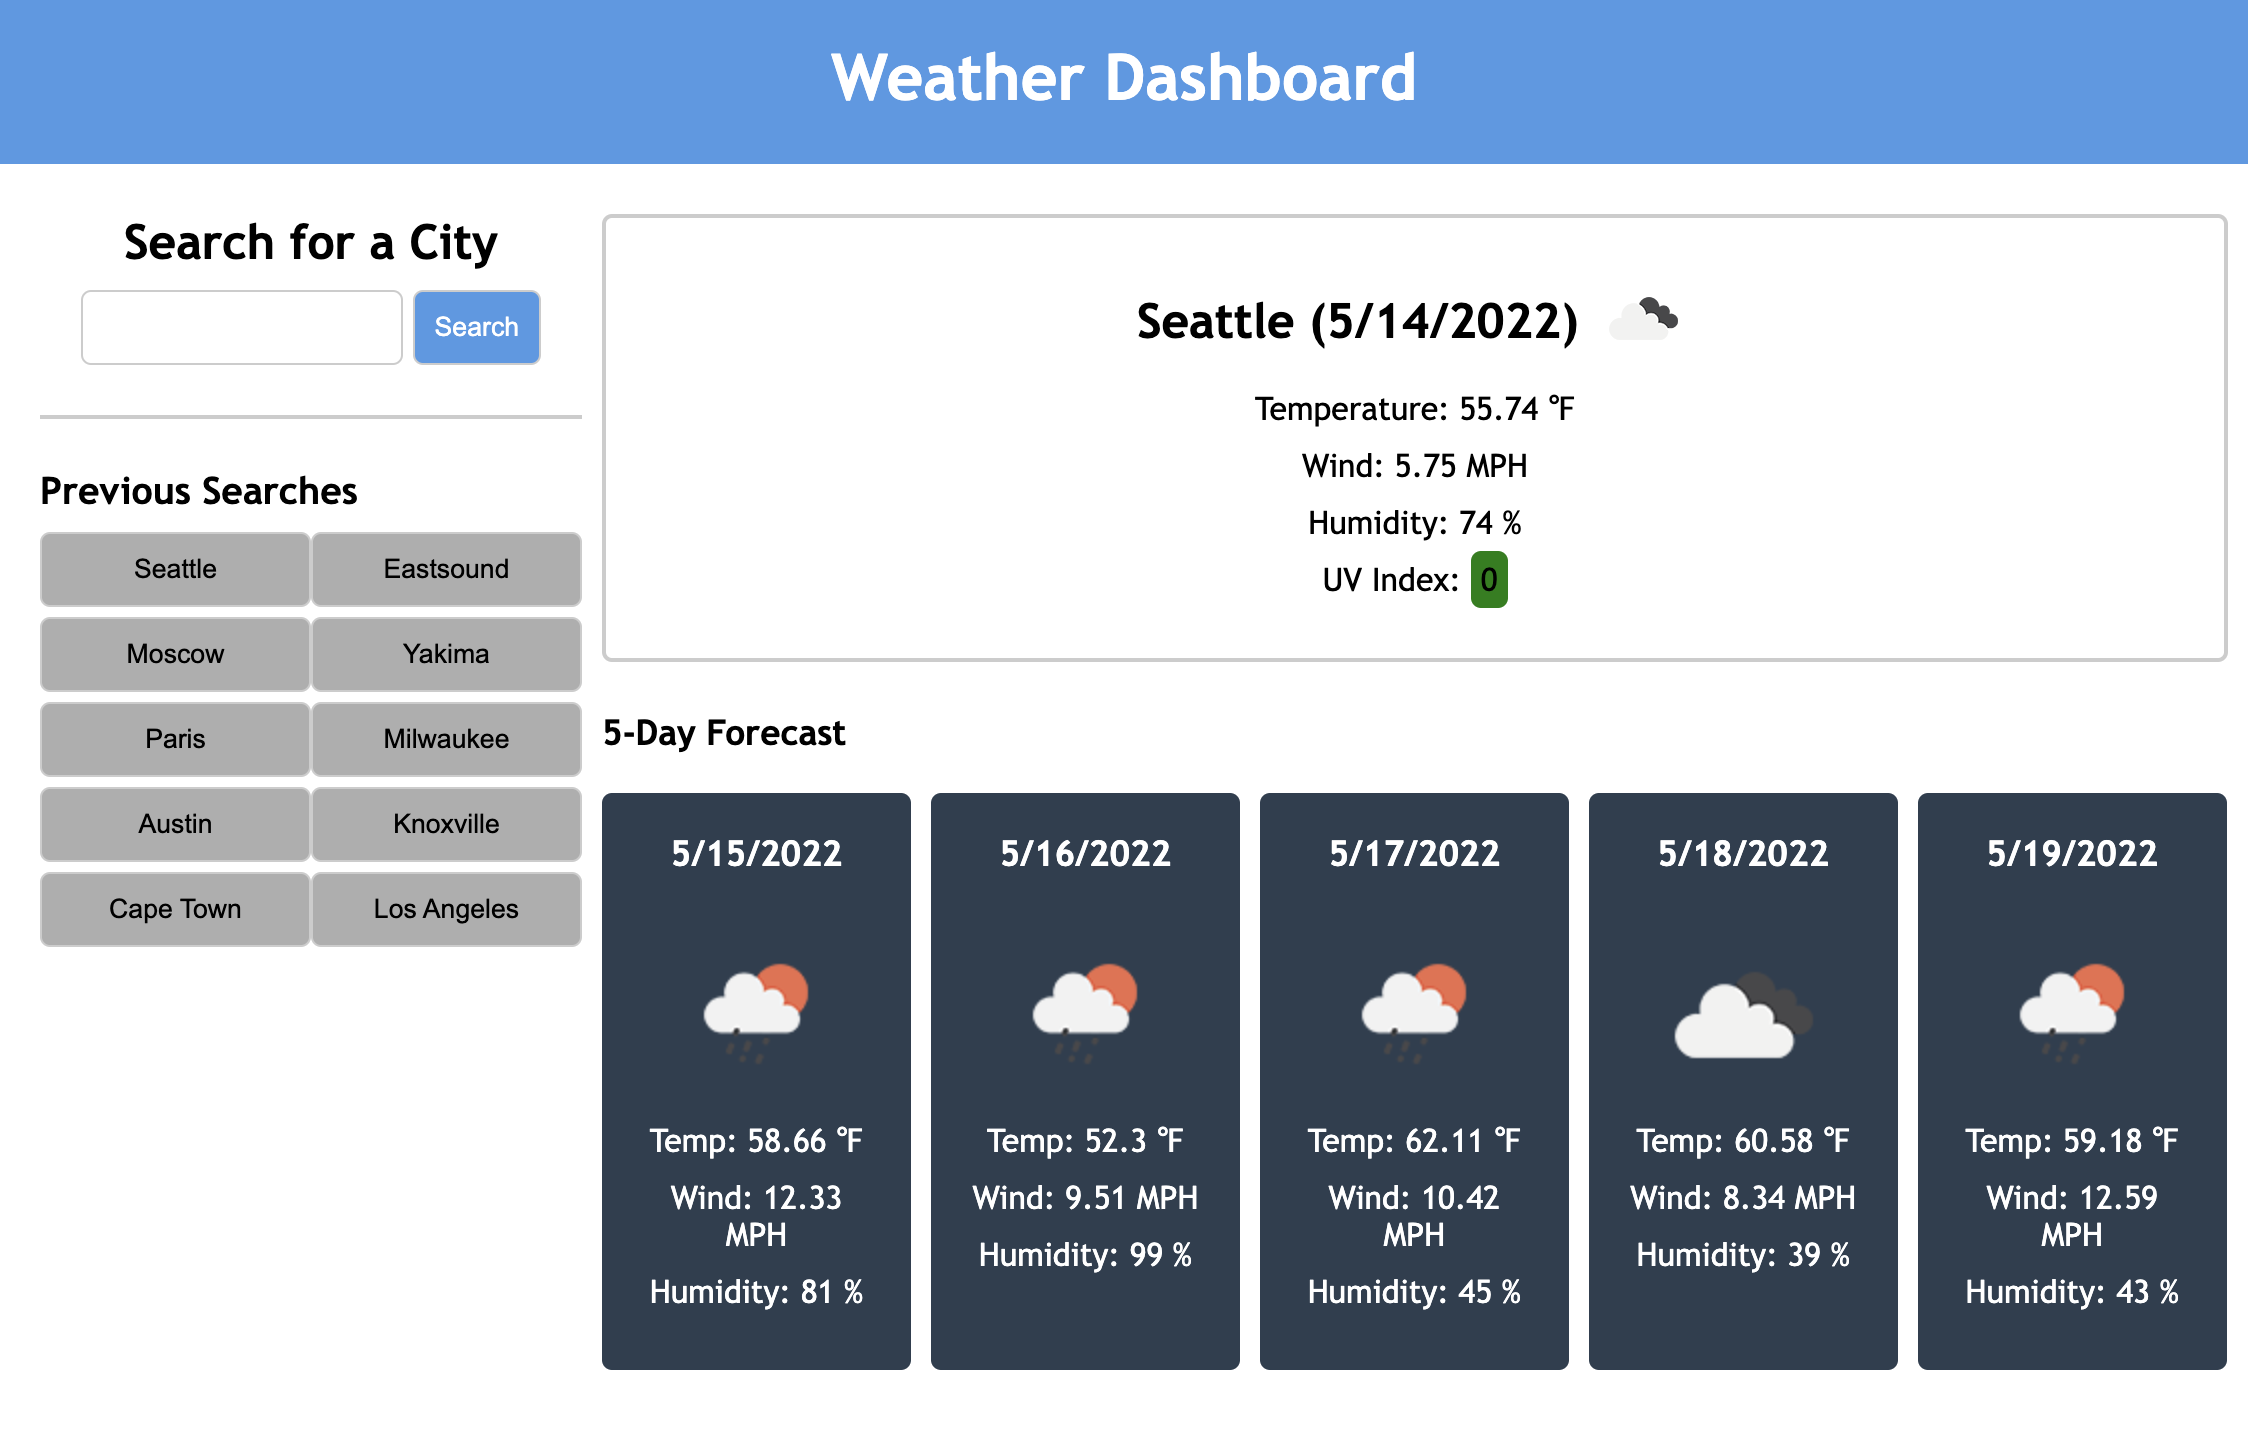 Weather Dashboard
Search for a City
Search
Previous Searches
Seattle
Eastsound
Moscow
Yakima
Paris
Milwaukee
Austin
Knoxville
Cape Town
Los Angeles
Seattle (5/14/2022)
Temperature: 55.74 °F
Wind: 5.75 MPH
Humidity: 74 %
UV Index: 0
5-Day Forecast
5/15/2022
Temp: 58.66 °F
Wind: 12.33
MPH
Humidity: 81 %
5/16/2022
Temp: 52.3 °F
Wind: 9.51 MPH
Humidity: 99 %
5/17/2022
Temp: 62.11 °F
Wind: 10.42
MPH
Humidity: 45 %
5/18/2022
Temp: 60.58 °F
Wind: 8.34 MPH
Humidity: 39 %
5/19/2022
Temp: 59.18 °F
Wind: 12.59
MPH
Humidity: 43 %